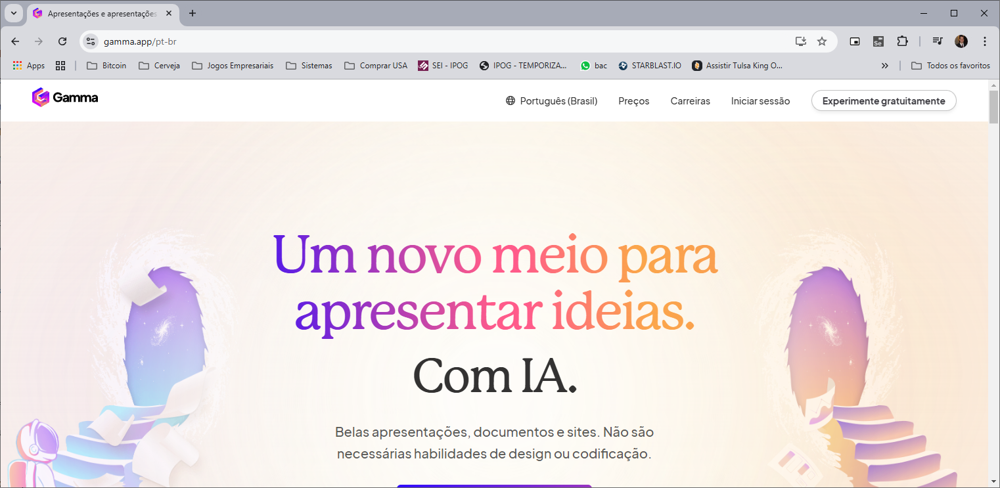 Apresentações e apresentações
gamma.app/pt-br
Apps
Bitcoin
Cerveja
Jogos Empresariais
Sistemas
Comprar USA
SEI - IPOG
IPOG - TEMPORIZA...
bac
STARBLAST.IO
Assistir Tulsa King O...
Todos os favoritos
Gamma
Português (Brasil)
Preços
Carreiras
Iniciar sessão
Experimente gratuitamente
Um novo meio para
apresentar ideias.
Com IA.
Belas apresentações, documentos e sites. Não são
necessárias habilidades de design ou codificação.